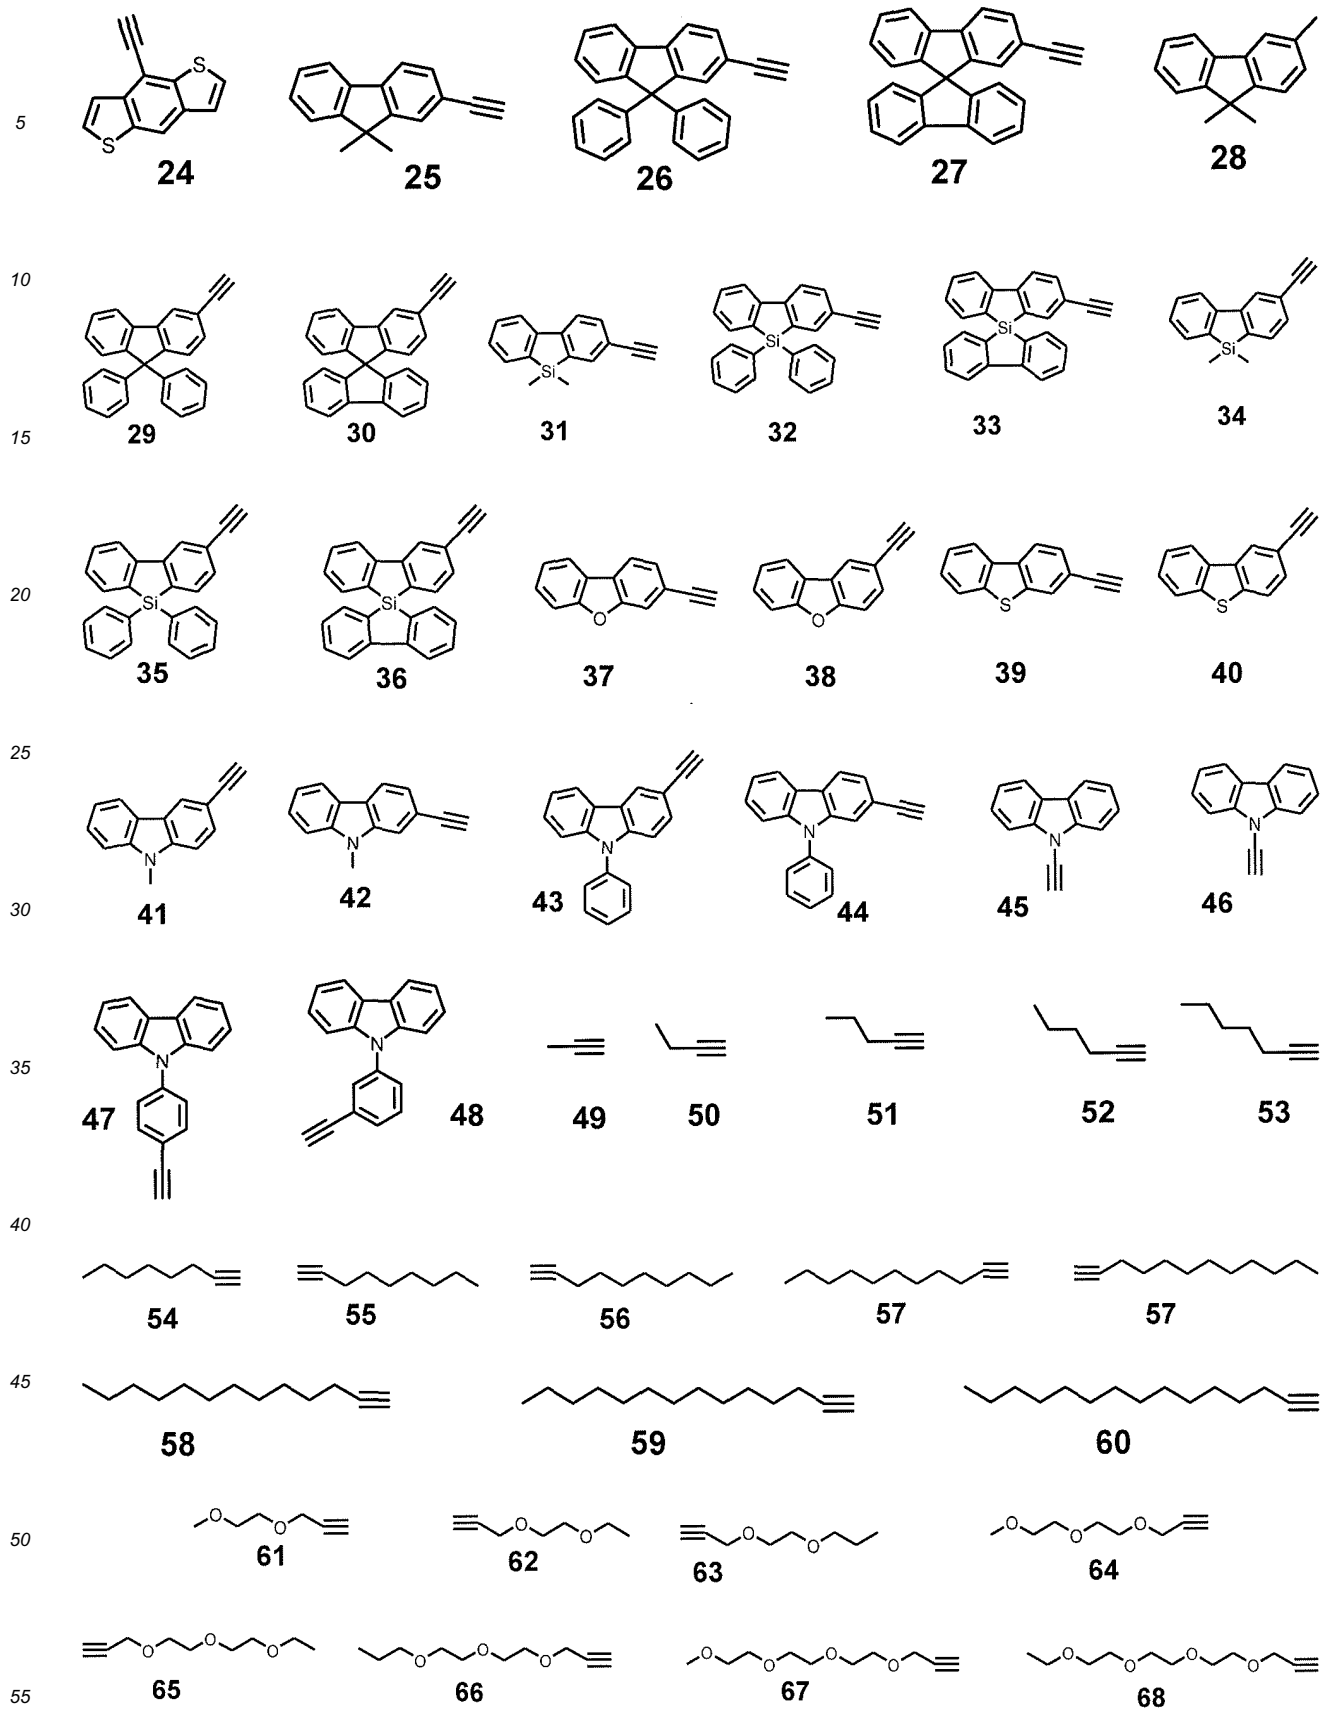 S
S
5
24 25 26 27 28
10
Si Si Si Si
29 30 31 32 33 34
15
20
Si Si O O S S
35 36 37 38 39 40
25
N N N N N N
41 42 43 44 45 46
30
N N
35
47 48 49 50 51 52 53
40
54 55 56 57 57
45
58 59 60
50
O O O O O O O O O
61 62 63 64
O O O O O O O O O O O O O
65 66 67 68
55